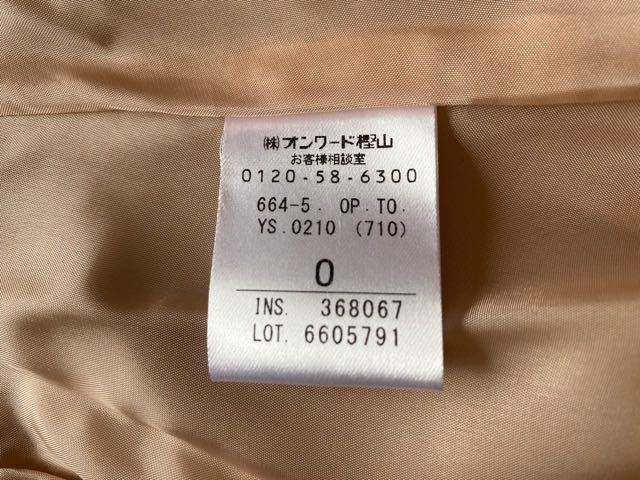 ㈱オンワード樫山
お客様相談室
0120-58-6300
664-5. OP.TO.
YS.0210 (710)
0
INS. 368067
LOT. 6605791